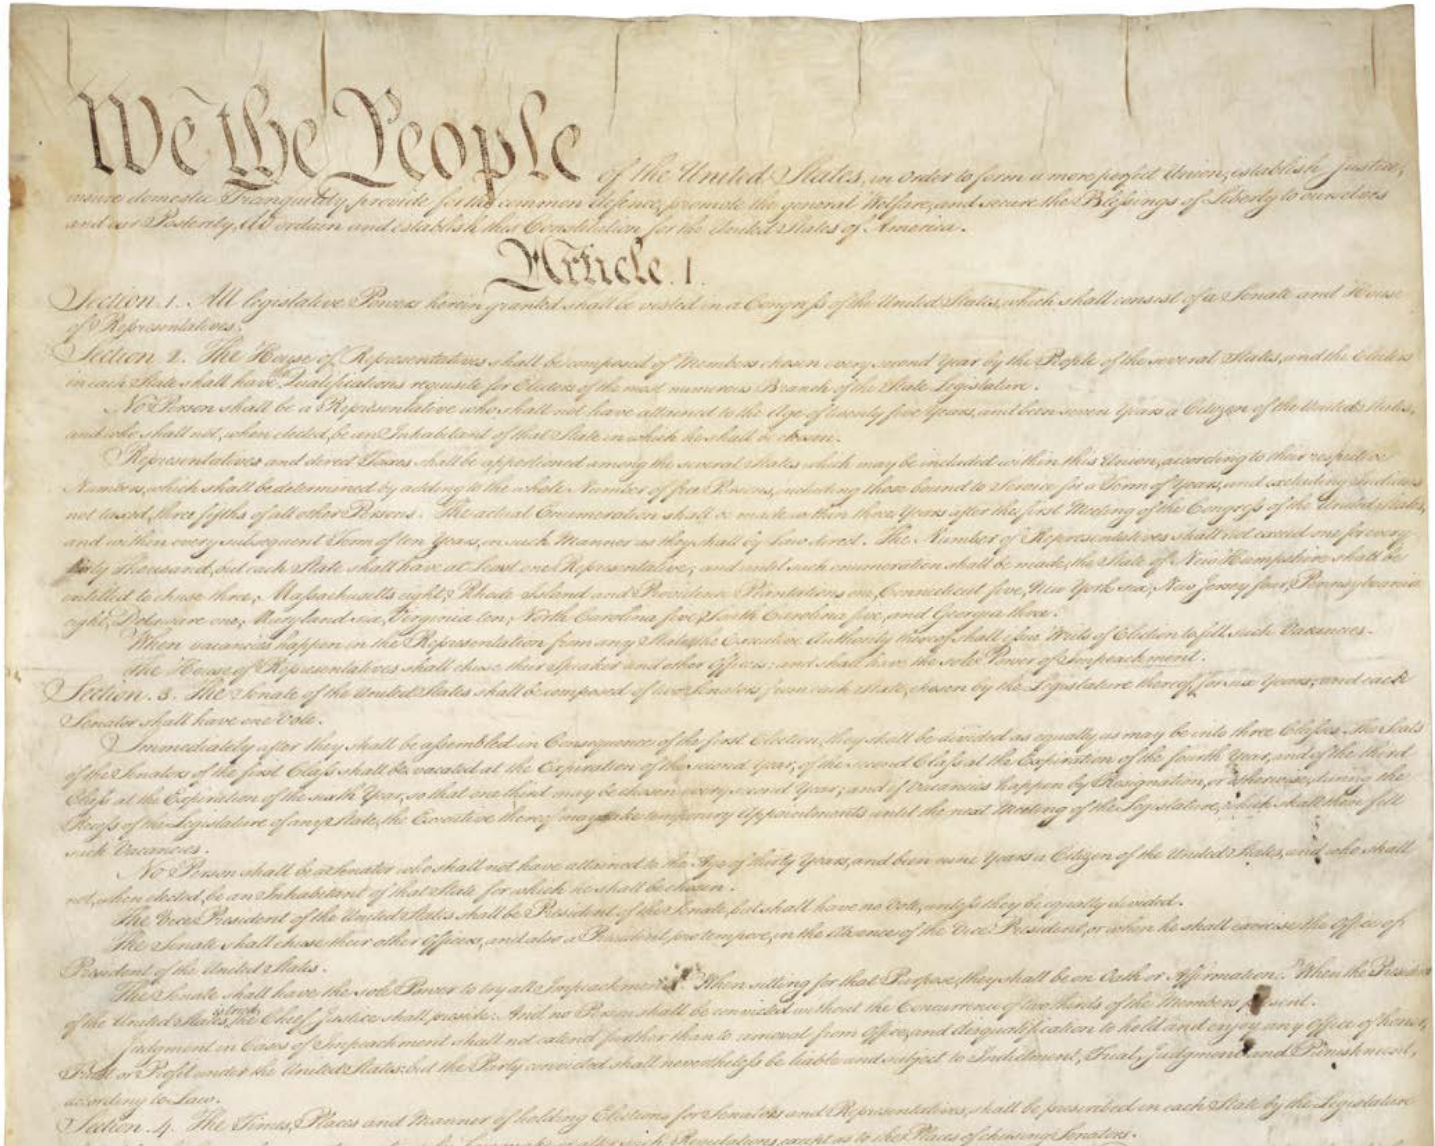 We the People of the United States, in Order to form a more perfect Union, establish Justice,
insure domestic Tranquility, provide for the common defence, promote the general Welfare, and secure the Blessings of Liberty to ourselves
and our Posterity, do ordain and establish this Constitution for the United States of America.
Article. I.
Section. 1. All legislative Powers herein granted shall be vested in a Congress of the United States, which shall consist of a Senate and House
of Representatives.
Section. 2. The House of Representatives shall be composed of Members chosen every second Year by the People of the several States, and the Electors
in each State shall have the Qualifications requisite for Electors of the most numerous Branch of the State Legislature.
No Person shall be a Representative who shall not have attained to the Age of twenty five Years, and been seven Years a Citizen of the United States,
and who shall not, when elected, be an Inhabitant of that State in which he shall be chosen.
Representatives and direct Taxes shall be apportioned among the several States which may be included within this Union, according to their respective
Numbers, which shall be determined by adding to the whole Number of free Persons, including those bound to Service for a Term of Years, and excluding Indians
not taxed, three fifths of all other Persons. The actual Enumeration shall be made within three Years after the first Meeting of the Congress of the United States,
and within every subsequent Term of ten Years, in such Manner as they shall by Law direct. The Number of Representatives shall not exceed one for every
thirty Thousand, but each State shall have at Least one Representative; and until such enumeration shall be made, the State of New Hampshire shall be
entitled to chuse three, Massachusetts eight, Rhode Island and Providence Plantations one, Connecticut five, New York six, New Jersey four, Pennsylvania
eight, Delaware one, Maryland six, Virginia ten, North Carolina five, South Carolina five, and Georgia three.
When vacancies happen in the Representation from any State, the Executive Authority thereof shall issue Writs of Election to fill such Vacancies.
The House of Representatives shall chuse their Speaker and other Officers; and shall have the sole Power of Impeachment.
Section. 3. The Senate of the United States shall be composed of two Senators from each State, chosen by the Legislature thereof, for six Years; and each
Senator shall have one Vote.
Immediately after they shall be assembled in Consequence of the first Election, they shall be divided as equally as may be into three Classes. The Seats
of the Senators of the first Class shall be vacated at the Expiration of the second Year, of the second Class at the Expiration of the fourth Year, and of the third
Class at the Expiration of the sixth Year, so that one third may be chosen every second Year; and if Vacancies happen by Resignation, or otherwise, during the
Recess of the Legislature of any State, the Executive thereof may make temporary Appointments until the next Meeting of the Legislature, which shall then fill
such Vacancies.
No Person shall be a Senator who shall not have attained to the Age of thirty Years, and been nine Years a Citizen of the United States, and who shall
not, when elected, be an Inhabitant of that State for which he shall be chosen.
The Vice President of the United States shall be President of the Senate, but shall have no Vote, unless they be equally divided.
The Senate shall chuse their other Officers, and also a President pro tempore, in the Absence of the Vice President, or when he shall exercise the Office of
President of the United States.
The Senate shall have the sole Power to try all Impeachments. When sitting for that Purpose, they shall be on Oath or Affirmation. When the President
of the United States is tried, the Chief Justice shall preside: And no Person shall be convicted without the Concurrence of two thirds of the Members present.
Judgment in Cases of Impeachment shall not extend further than to removal from Office, and disqualification to hold and enjoy any Office of honor,
Trust or Profit under the United States: but the Party convicted shall nevertheless be liable and subject to Indictment, Trial, Judgment and Punishment,
according to Law.
Section. 4. The Times, Places and Manner of holding Elections for Senators and Representatives, shall be prescribed in each State by the Legislature
such Regulations, except as to the Places of chusing Senators.